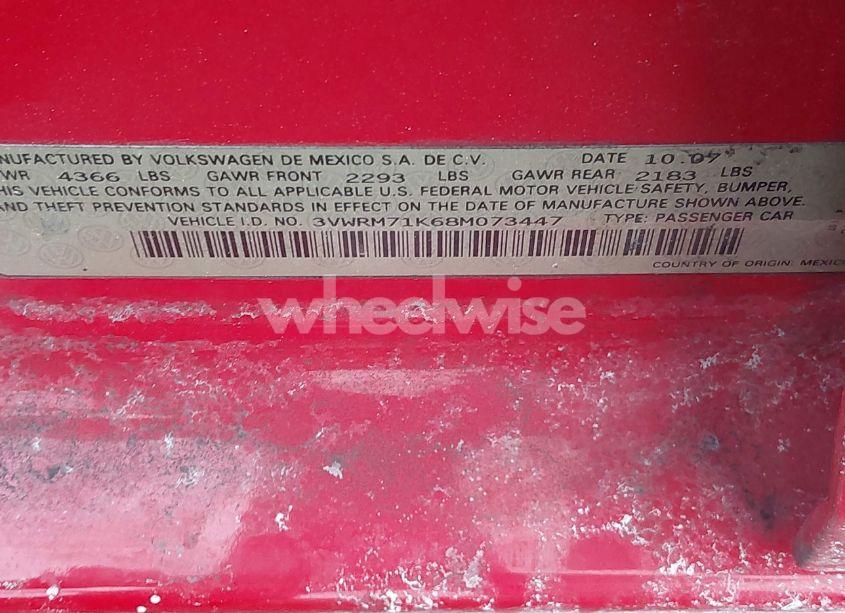 NUFACTURED BY VOLKSWAGEN DE MEXICO S.A. DE C.V. DATE 10.07
WR 4366 LBS GAWR FRONT 2293 LBS GAWR REAR 2183 LBS
THIS VEHICLE CONFORMS TO ALL APPLICABLE U.S. FEDERAL MOTOR VEHICLE SAFETY, BUMPER,
AND THEFT PREVENTION STANDARDS IN EFFECT ON THE DATE OF MANUFACTURE SHOWN ABOVE.
VEHICLE I.D. NO. 3VWRM71K68M073447 TYPE: PASSENGER CAR
COUNTRY OF ORIGIN: MEXICO
wheelwise